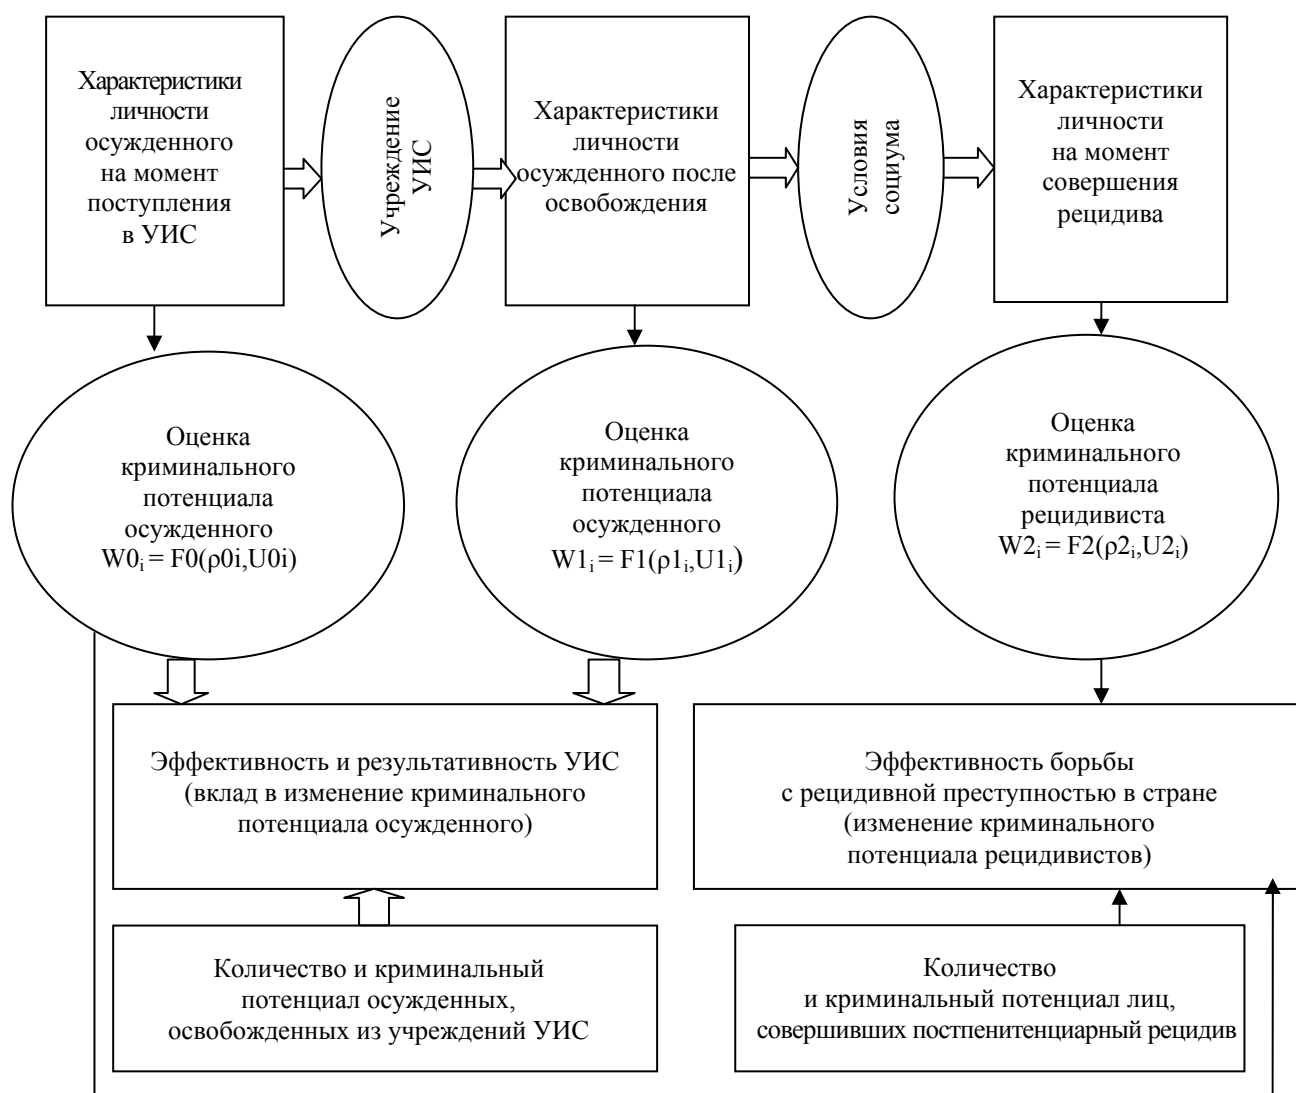 Характеристики
личности
осужденного
на момент
поступления
в УИС
Учреждение
УИС
Характеристики
личности
осужденного после
освобождения
Условия
социума
Характеристики
личности
на момент
совершения
рецидива
Оценка
криминального
потенциала
осужденного
W0i = F0(ρ0i,U0i)
Оценка
криминального
потенциала
осужденного
W1i = F1(ρ1i,U1i)
Оценка
криминального
потенциала
рецидивиста
W2i = F2(ρ2i,U2i)
Эффективность и результативность УИС
(вклад в изменение криминального
потенциала осужденного)
Эффективность борьбы
с рецидивной преступностью в стране
(изменение криминального
потенциала рецидивистов)
Количество и криминальный
потенциал осужденных,
освобожденных из учреждений УИС
Количество
и криминальный потенциал лиц,
совершивших постпенитенциарный рецидив